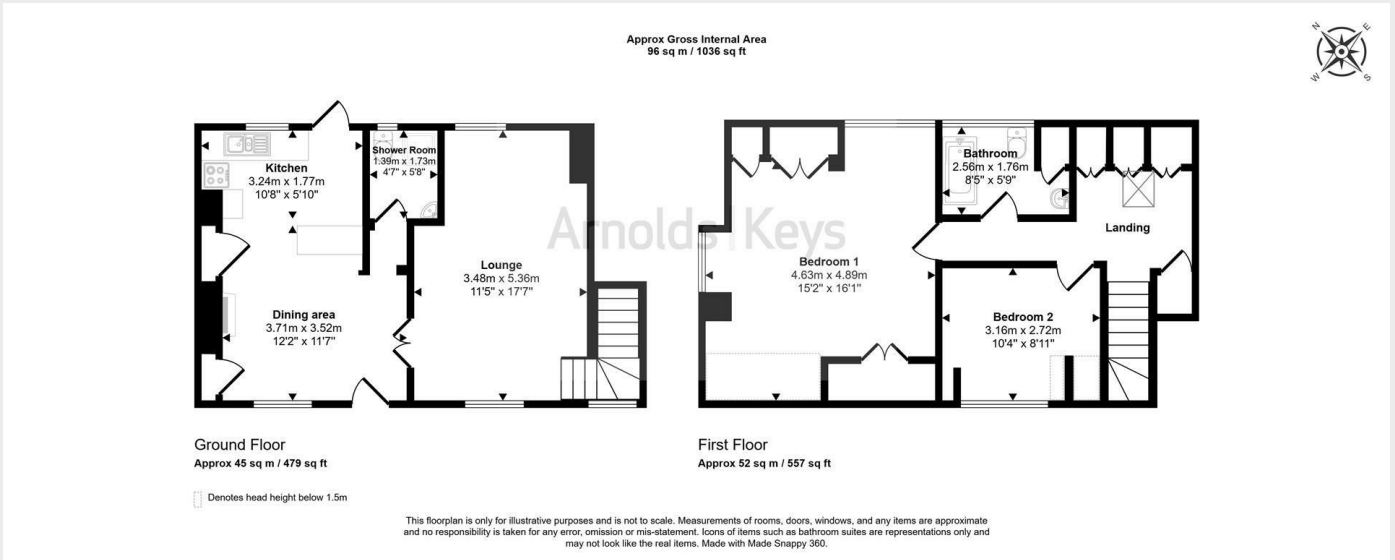 Approx Gross Internal Area
96 sq m / 1036 sq ft
N
E
W
S
Kitchen
3.24m x 1.77m
10'8" x 5'10"
Shower Room
1.39m x 1.73m
4'7" x 5'8"
Lounge
3.48m x 5.36m
11'5" x 17'7"
Dining area
3.71m x 3.52m
12'2" x 11'7"
Arnolds | Keys
Bathroom
2.56m x 1.76m
8'5" x 5'9"
Landing
Bedroom 1
4.63m x 4.89m
15'2" x 16'1"
Bedroom 2
3.16m x 2.72m
10'4" x 8'11"
Ground Floor
Approx 45 sq m / 479 sq ft
First Floor
Approx 52 sq m / 557 sq ft
Denotes head height below 1.5m
This floorplan is only for illustrative purposes and is not to scale. Measurements of rooms, doors, windows, and any items are approximate
and no responsibility is taken for any error, omission or mis-statement. Icons of items such as bathroom suites are representations only and
may not look like the real items. Made with Made Snappy 360.